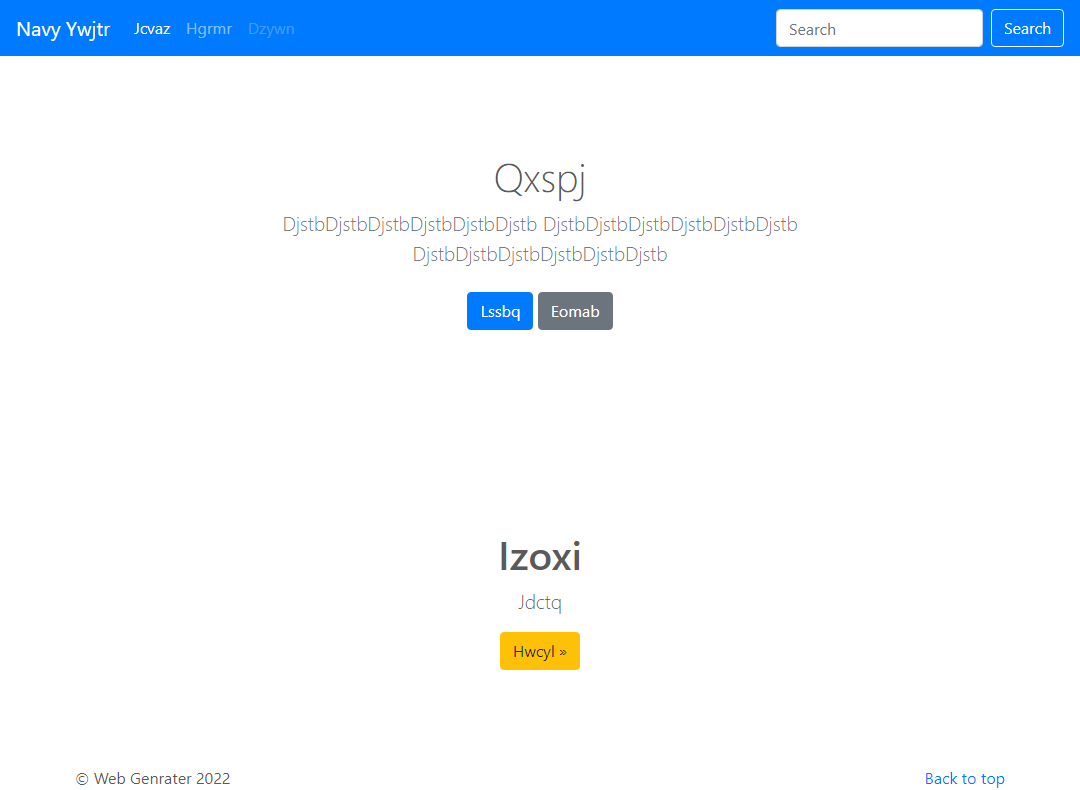 Navy Ywjtr Jcvaz Hgrmr Dzywn Search Search
Qxspj
DjstbDjstbDjstbDjstbDjstbDjstb DjstbDjstbDjstbDjstbDjstbDjstb
DjstbDjstbDjstbDjstbDjstbDjstb
Lssbq Eomab
Izoxi
Jdctq
Hwcyl »
© Web Genrater 2022 Back to top